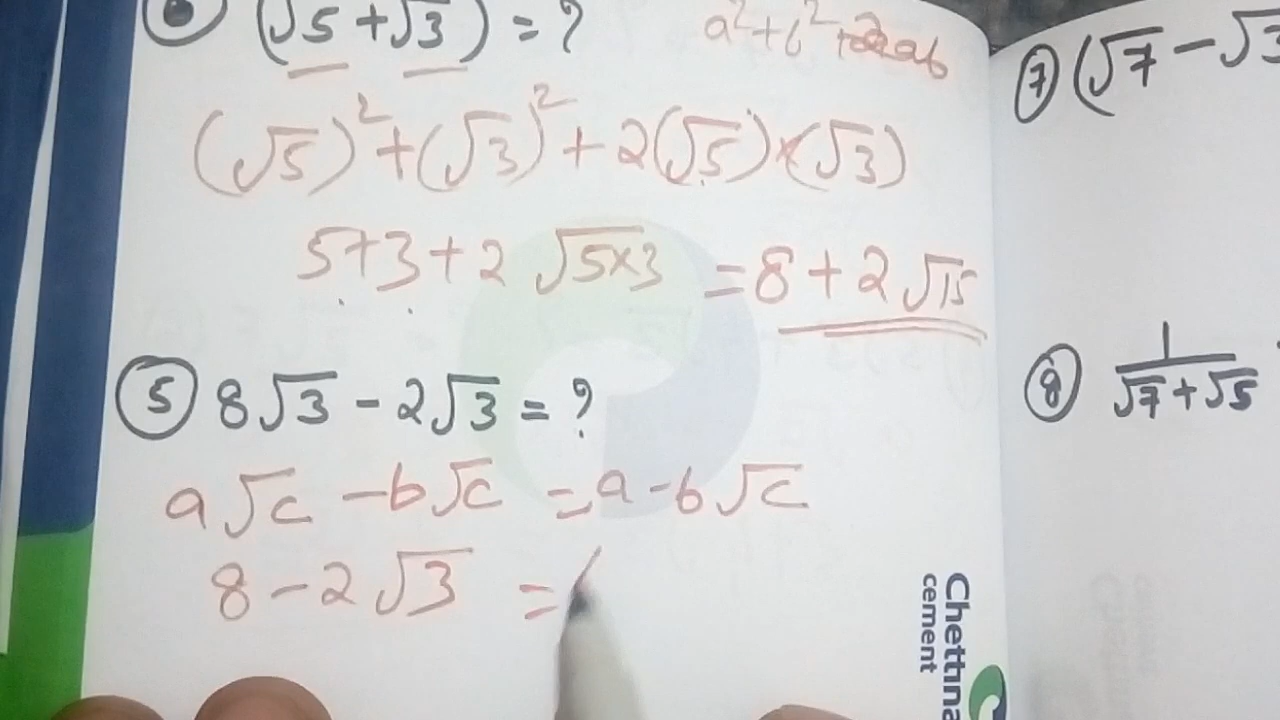 (√5 + √3) = ?
a² + b² + 2ab
(√5)² + (√3)² + 2(√5) × (√3)
5 + 3 + 2 √5×3 = 8 + 2 √15
⑤ 8√3 - 2√3 = ?
a√c - b√c = a - b√c
8 - 2√3 =
⑦ (√7 - √3
⑧ 1/(√7 + √5)
Chettina
cement